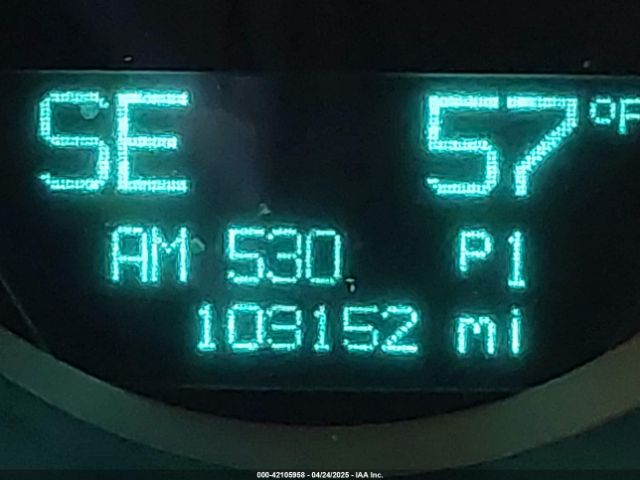 SE 57°F
AM 530 P1
103152 mi
000-42105958 - 04/24/2025 - IAA Inc.